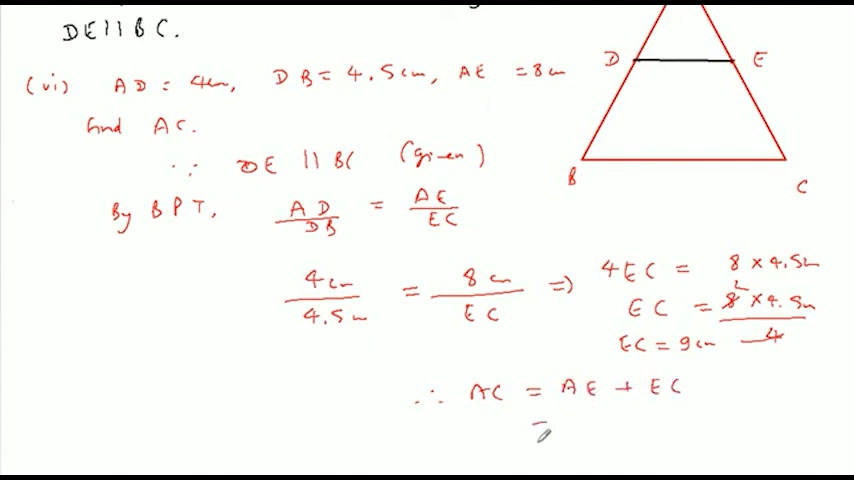 DE || BC.
(vi) AD = 4cm, DB = 4.5cm, AE = 8cm
find AC.
∵ DE || BC (given)
By BPT, AD/DB = AE/EC
4cm/4.5cm = 8cm/EC ⇒ 4EC = 8 × 4.5cm
EC = 8² × 4.5cm/4
EC = 9cm
∴ AC = AE + EC
=
D
E
B
C